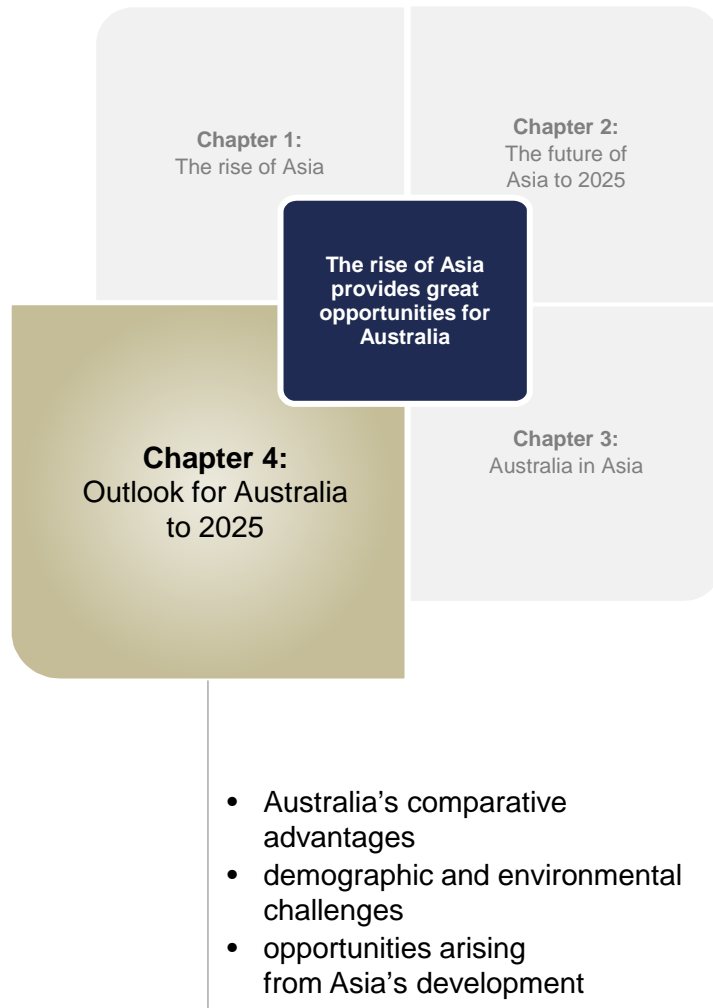 Chapter 1:
The rise of Asia
Chapter 2:
The future of
Asia to 2025
The rise of Asia
provides great
opportunities for
Australia
Chapter 4:
Outlook for Australia
to 2025
Chapter 3:
Australia in Asia
• Australia’s comparative
advantages
• demographic and environmental
challenges
• opportunities arising
from Asia’s development